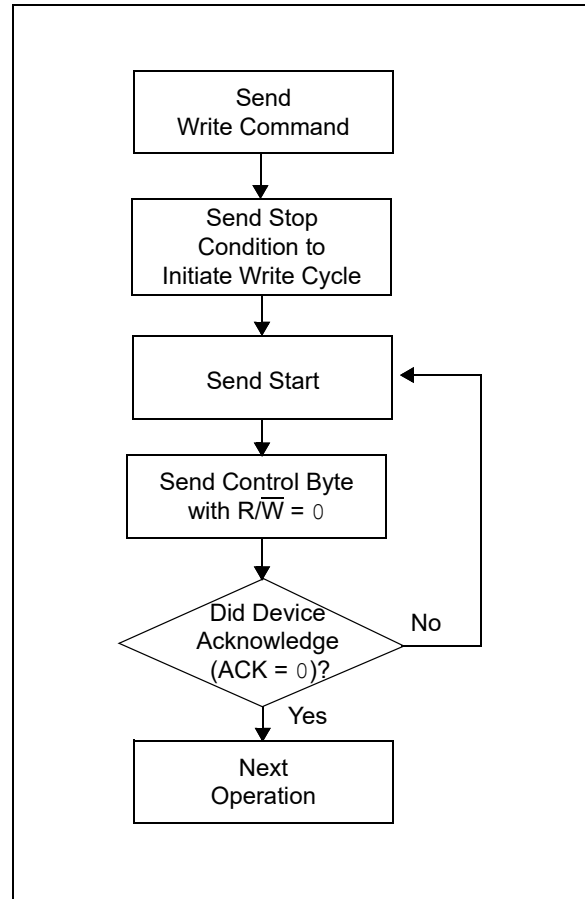 Send
Write Command
Send Stop
Condition to
Initiate Write Cycle
Send Start
Send Control Byte
with R/W̅ = 0
Did Device
Acknowledge
(ACK = 0)?
No
Yes
Next
Operation